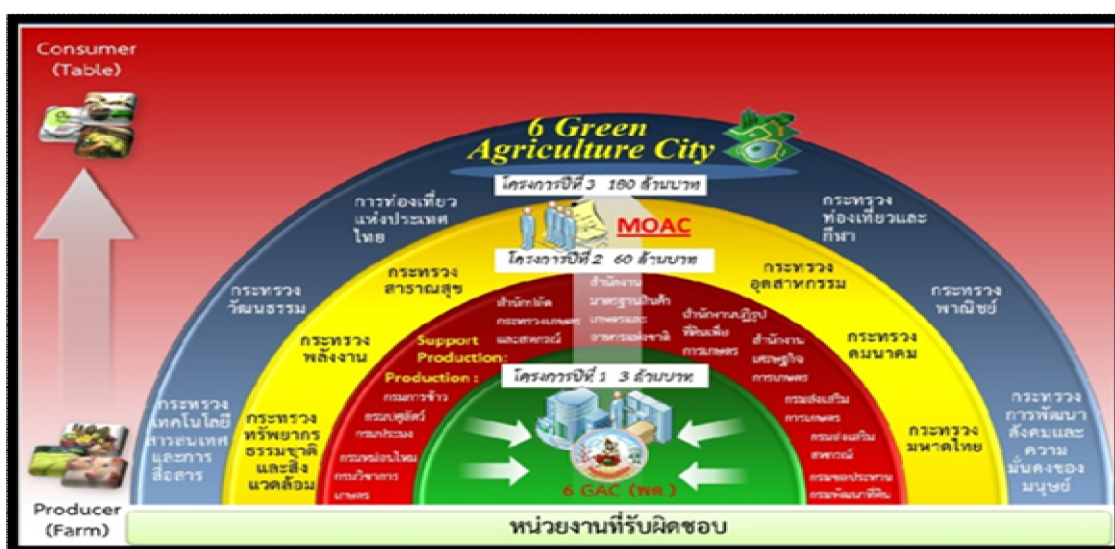 Consumer
(Table)
6 Green
Agriculture City
โครงการปีที่ 3 180 ล้านบาท
การท่องเที่ยว
แห่งประเทศ
ไทย
กระทรวง
ท่องเที่ยวและ
กีฬา
MOAC
โครงการปีที่ 2 60 ล้านบาท
กระทรวง
สาธารณสุข
กระทรวง
อุตสาหกรรม
กระทรวง
วัฒนธรรม
กระทรวง
พาณิชย์
สำนักปลัด
กระทรวงเกษตร
และสหกรณ์
สำนักงาน
มาตรฐานสินค้า
เกษตรและ
อาหารแห่งชาติ
สำนักงานปฏิรูป
ที่ดินเพื่อ
การเกษตร
สำนักงาน
เศรษฐกิจ
การเกษตร
กระทรวง
พลังงาน
กระทรวง
คมนาคม
Support
Production:
Production :
โครงการปีที่ 1 3 ล้านบาท
กรมการข้าว
กรมปศุสัตว์
กรมประมง
กรมหม่อนไหม
กรมวิชาการ
เกษตร
กรมส่งเสริม
การเกษตร
กรมส่งเสริม
สหกรณ์
กรมชลประทาน
กรมพัฒนาที่ดิน
กระทรวง
เทคโนโลยี
สารสนเทศ
และการ
สื่อสาร
กระทรวง
ทรัพยากร
ธรรมชาติ
และสิ่ง
แวดล้อม
กระทรวง
มหาดไทย
กระทรวง
การพัฒนา
สังคมและ
ความ
มั่นคงของ
มนุษย์
6 GAC (พด.)
Producer
(Farm)
หน่วยงานที่รับผิดชอบ